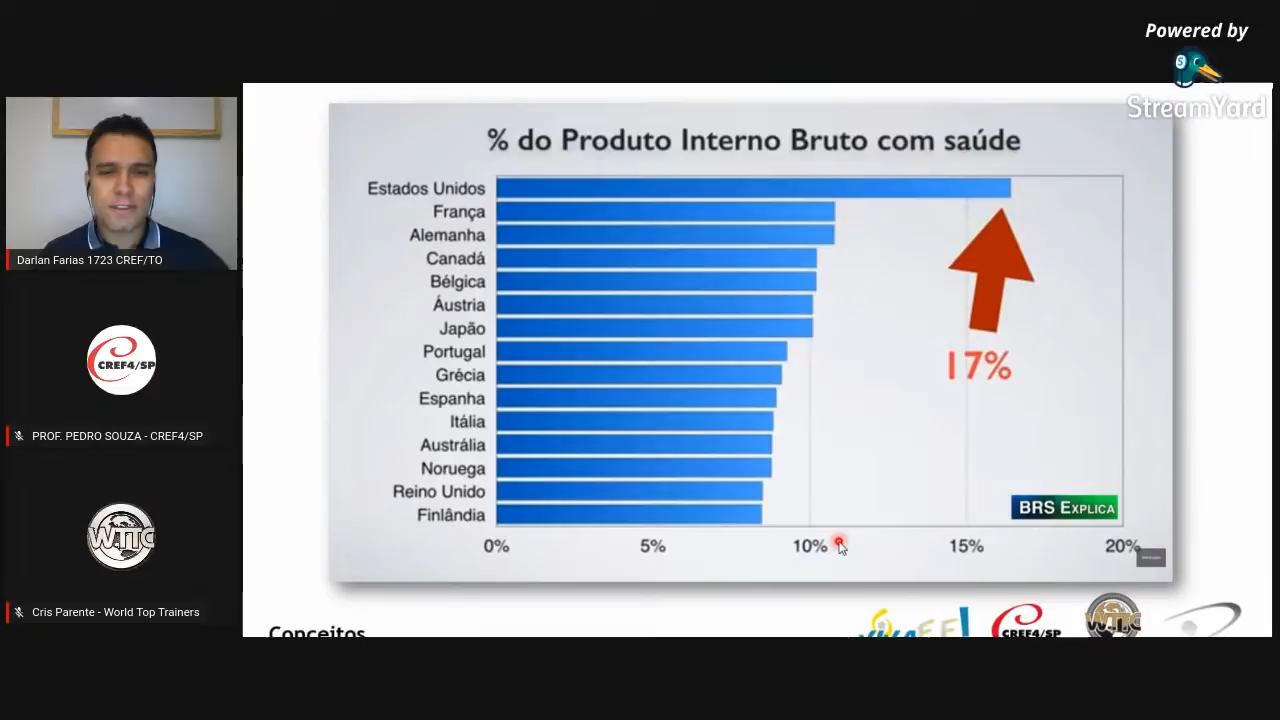 Powered by
StreamYard
Darlan Farias 1723 CREF/TO
CREF4/SP
PROF. PEDRO SOUZA - CREF4/SP
WTTC
Cris Parente - World Top Trainers
% do Produto Interno Bruto com saúde
Estados Unidos
França
Alemanha
Canadá
Bélgica
Áustria
Japão
Portugal
Grécia
Espanha
Itália
Austrália
Noruega
Reino Unido
Finlândia
17%
BRS EXPLICA
0% 5% 10% 15% 20%
Conceitos
CREF4/SP
WTTC